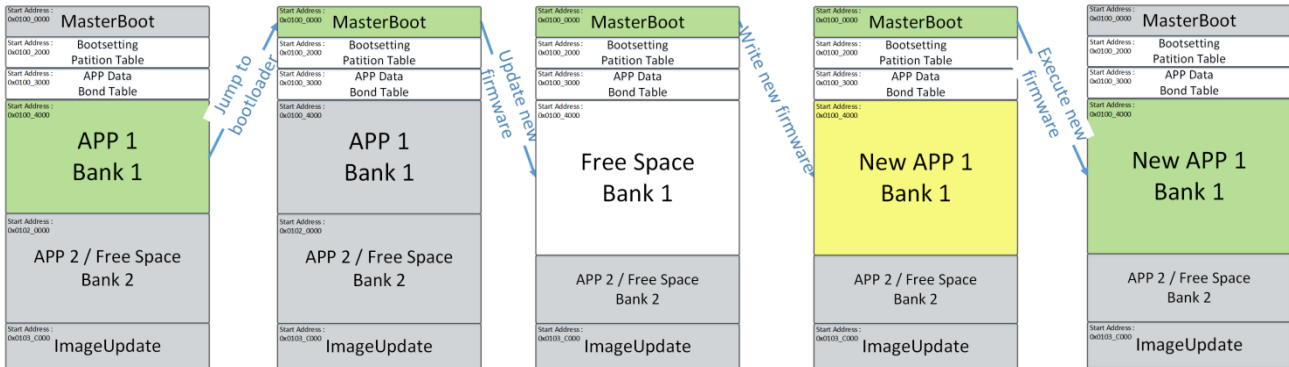 Start Address :
0x0100_0000
MasterBoot
Start Address :
0x0100_2000
Bootsetting
Patition Table
Start Address :
0x0100_3000
APP Data
Bond Table
Start Address :
0x0100_4000
APP 1
Bank 1
Start Address :
0x0102_0000
APP 2 / Free Space
Bank 2
Start Address :
0x0103_C000
ImageUpdate
Jump to
bootloader
Start Address :
0x0100_0000
MasterBoot
Start Address :
0x0100_2000
Bootsetting
Patition Table
Start Address :
0x0100_3000
APP Data
Bond Table
Start Address :
0x0100_4000
APP 1
Bank 1
Start Address :
0x0102_0000
APP 2 / Free Space
Bank 2
Start Address :
0x0103_C000
ImageUpdate
Update new
firmware
Start Address :
0x0100_0000
MasterBoot
Start Address :
0x0100_2000
Bootsetting
Patition Table
Start Address :
0x0100_3000
APP Data
Bond Table
Start Address :
0x0100_4000
Free Space
Bank 1
APP 2 / Free Space
Bank 2
Start Address :
0x0103_C000
ImageUpdate
Write new firmware
Start Address :
0x0100_0000
MasterBoot
Start Address :
0x0100_2000
Bootsetting
Patition Table
Start Address :
0x0100_3000
APP Data
Bond Table
Start Address :
0x0100_4000
New APP 1
Bank 1
APP 2 / Free Space
Bank 2
Start Address :
0x0103_C000
ImageUpdate
Execute new
firmware
Start Address :
0x0100_0000
MasterBoot
Start Address :
0x0100_2000
Bootsetting
Patition Table
Start Address :
0x0100_3000
APP Data
Bond Table
Start Address :
0x0100_4000
New APP 1
Bank 1
APP 2 / Free Space
Bank 2
Start Address :
0x0103_C000
ImageUpdate